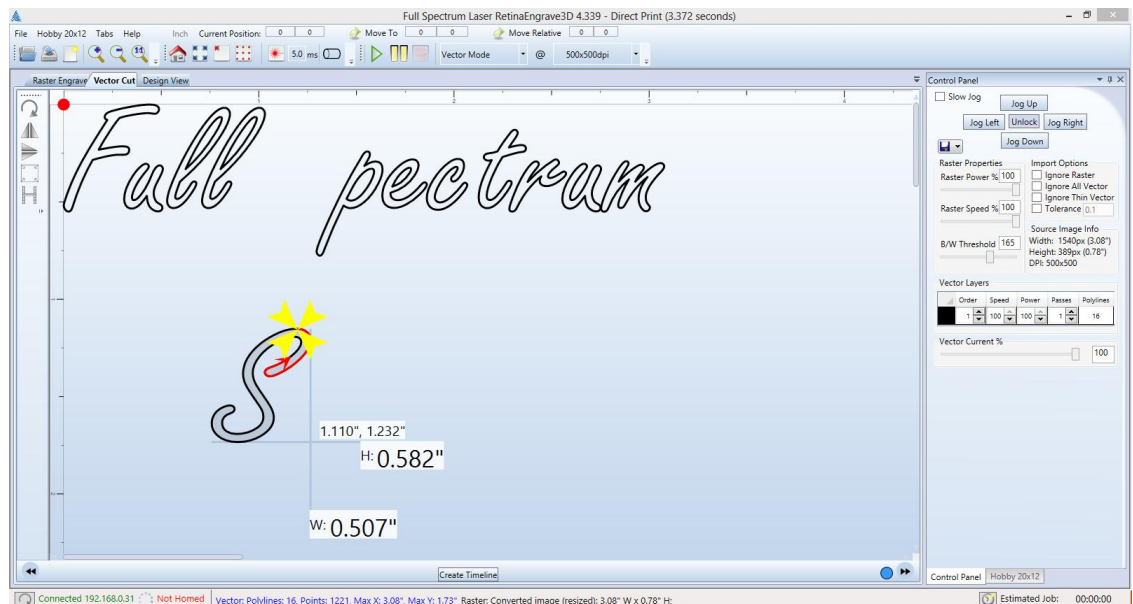 Full Spectrum Laser RetinaEngrave3D 4.339 - Direct Print (3.372 seconds)
File Hobby 20x12 Tabs Help Inch Current Position: 0 0 Move To 0 0 Move Relative 0 0
5.0 ms Vector Mode @ 500x500dpi
Raster Engrave Vector Cut Design View
1 2 3 4
Full pectrum
S
1
2
1.110", 1.232"
H: 0.582"
W: 0.507"
Create Timeline
Control Panel
Slow Jog
Jog Up
Jog Left Unlock Jog Right
Jog Down
Raster Properties
Raster Power % 100
Raster Speed % 100
B/W Threshold 165
Import Options
Ignore Raster
Ignore All Vector
Ignore Thin Vector
Tolerance 0.1
Source Image Info
Width: 1540px (3.08")
Height: 389px (0.78")
DPI: 500x500
Vector Layers
Order Speed Power Passes Polylines
1 100 100 1 16
Vector Current %
100
Control Panel Hobby 20x12
Connected 192.168.0.31 Not Homed Vector: Polylines: 16, Points: 1221, Max X: 3.08", Max Y: 1.73" Raster: Converted image (resized): 3.08" W x 0.78" H: Estimated Job: 00:00:00